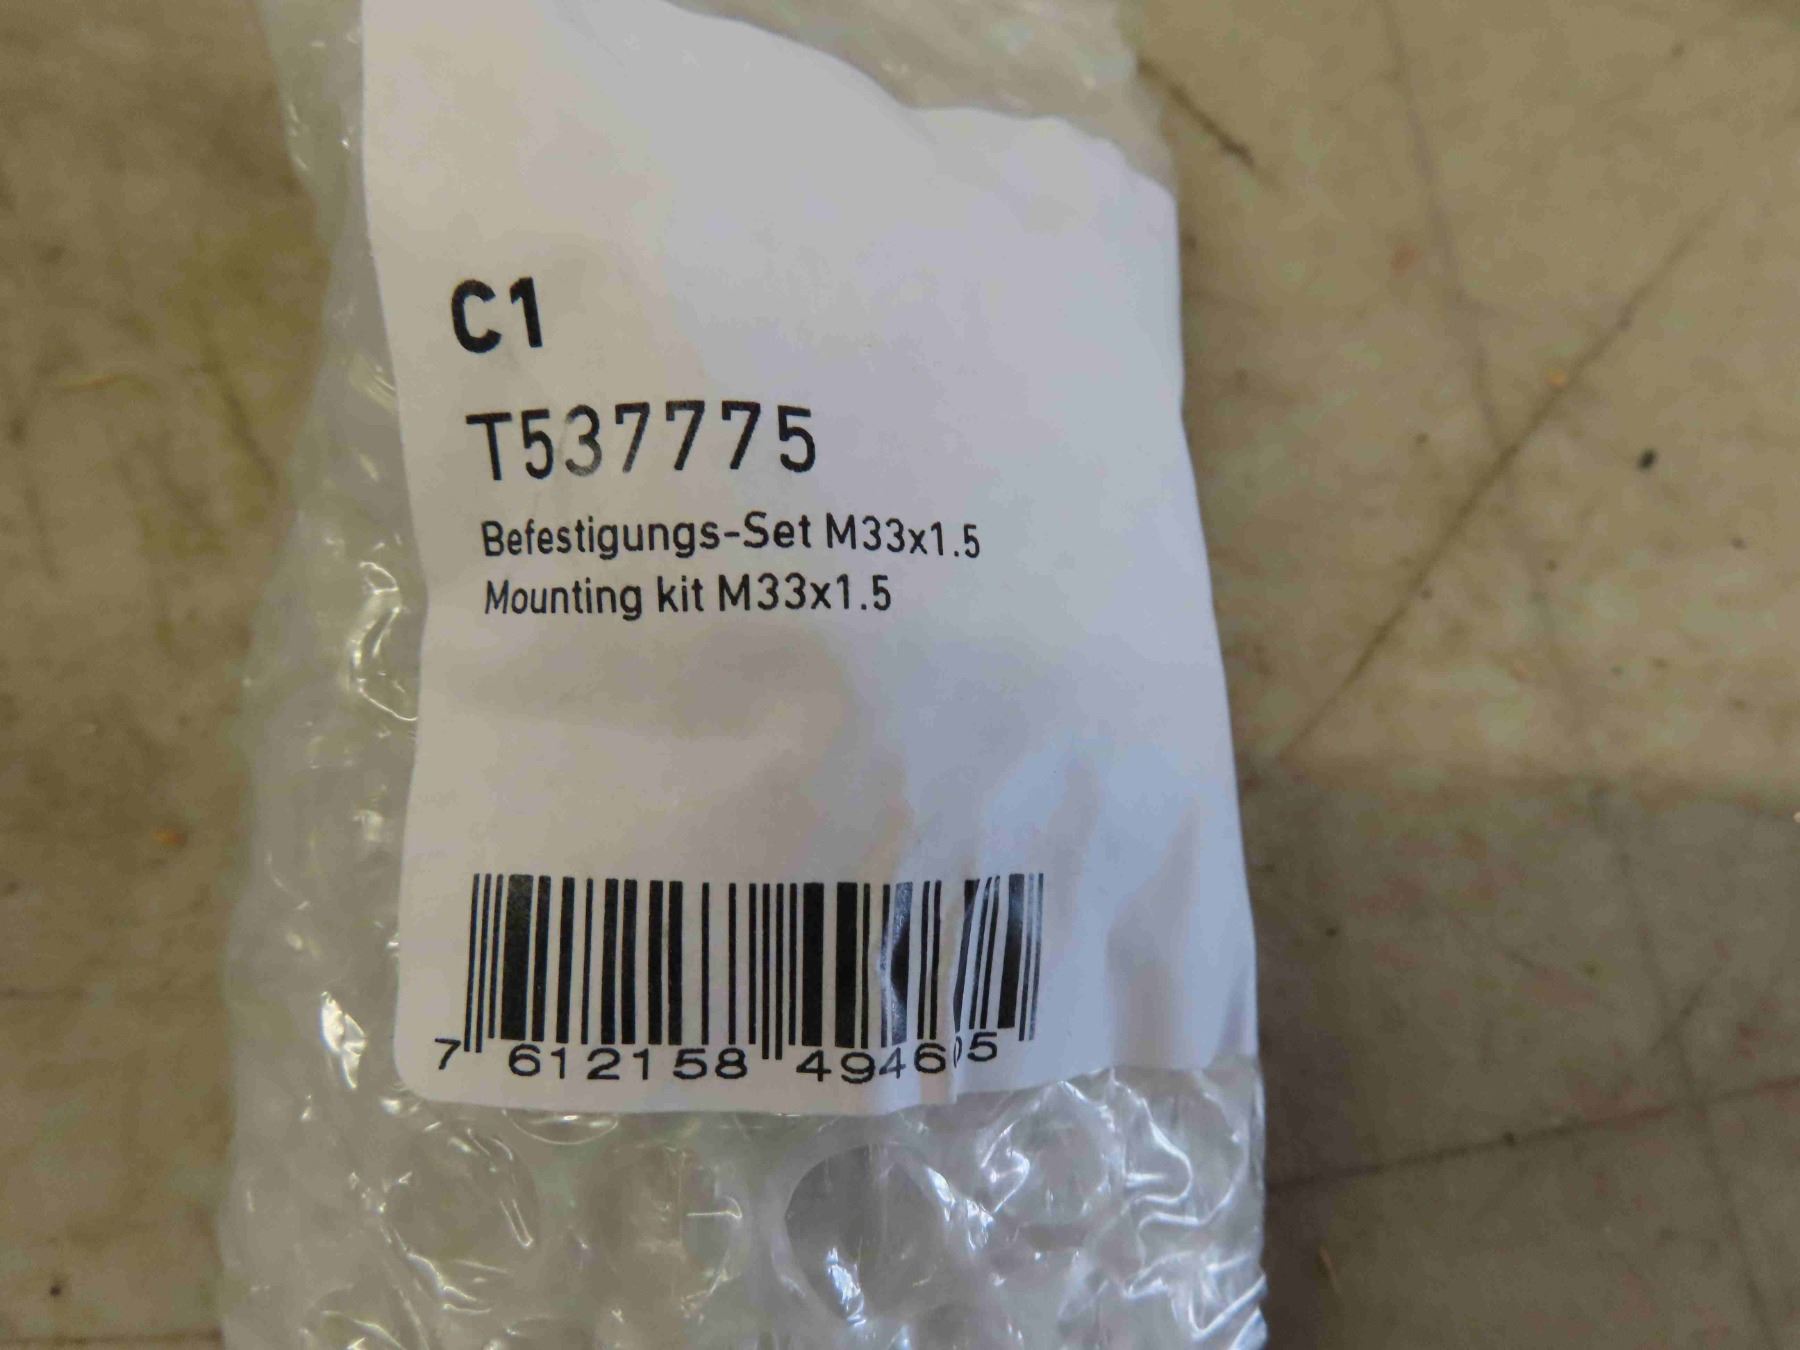 C1
T537775
Befestigungs-Set M33x1.5
Mounting kit M33x1.5
7 612158 494605